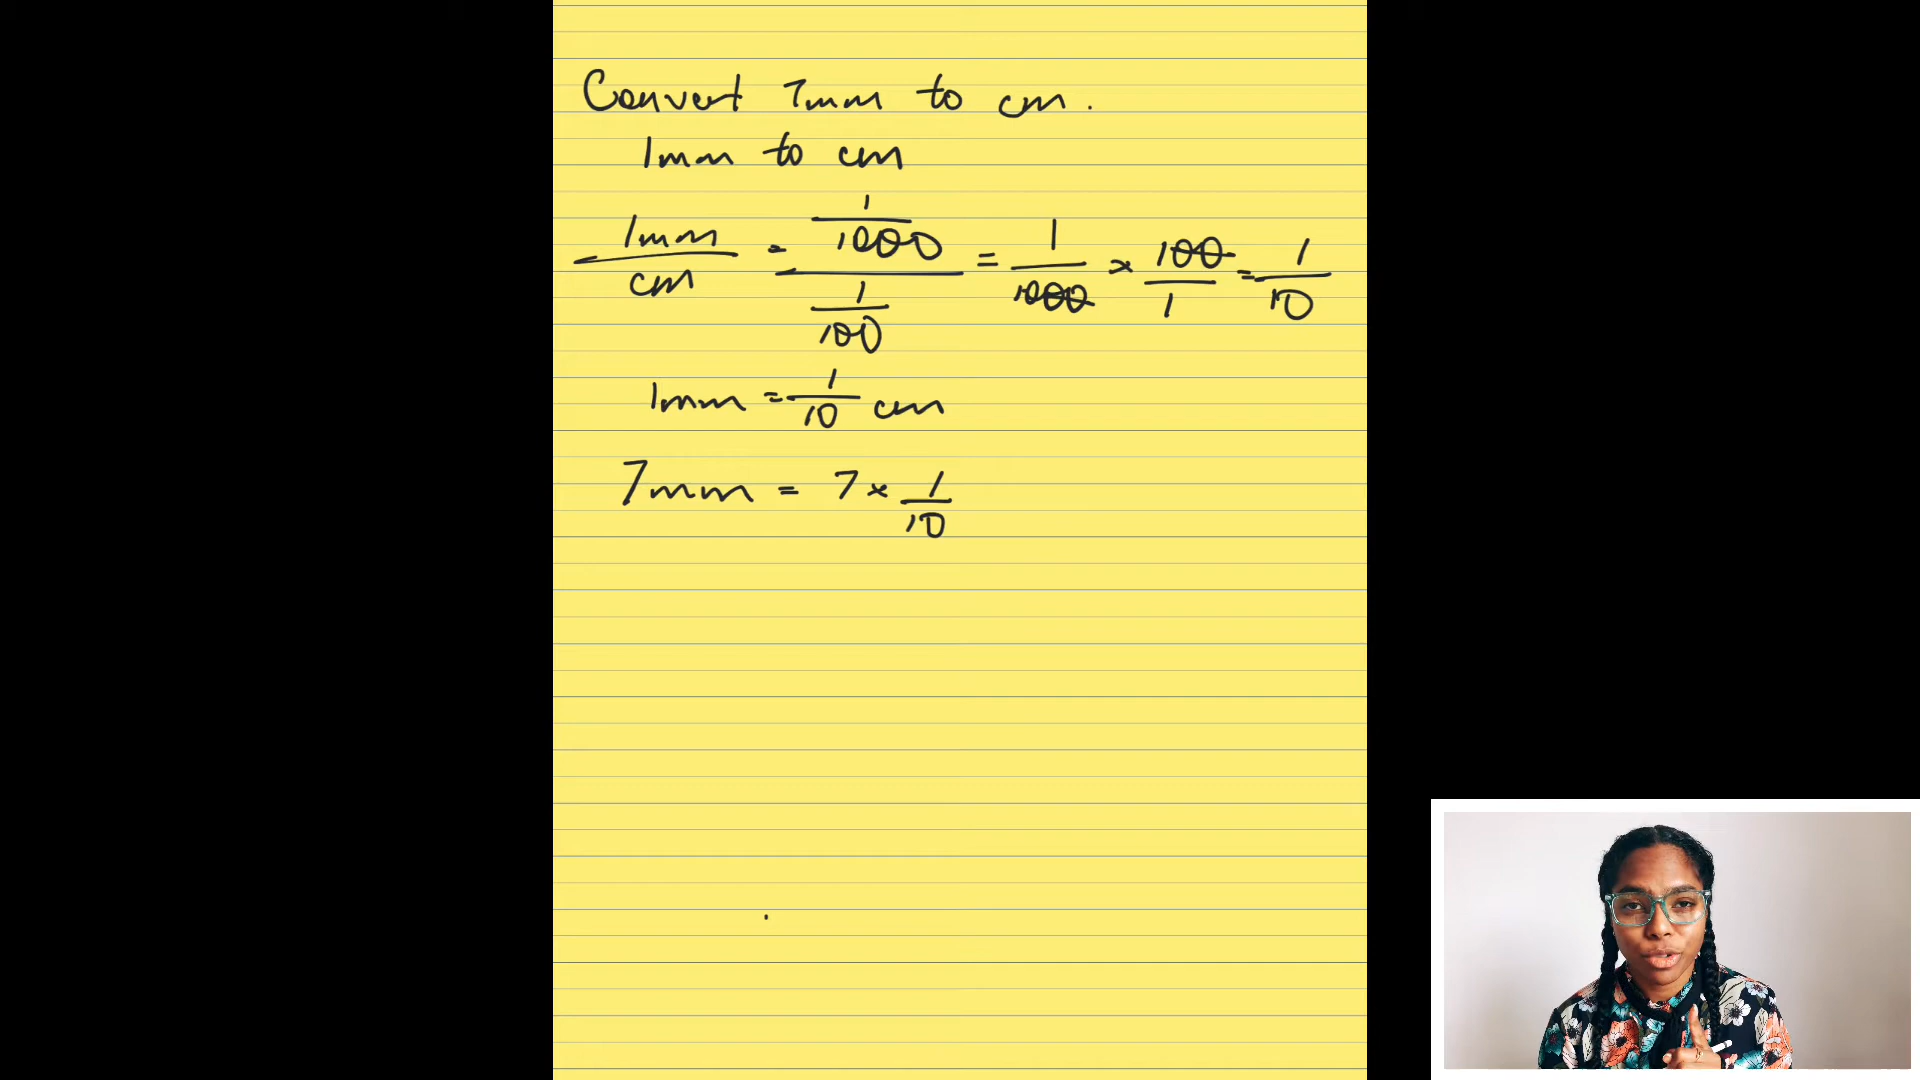 Convert 7mm to cm.
1mm to cm
1mm/cm = (1/1000)/(1/100) = 1/1000 × 100/1 = 1/10
1mm = 1/10 cm
7mm = 7 × 1/10